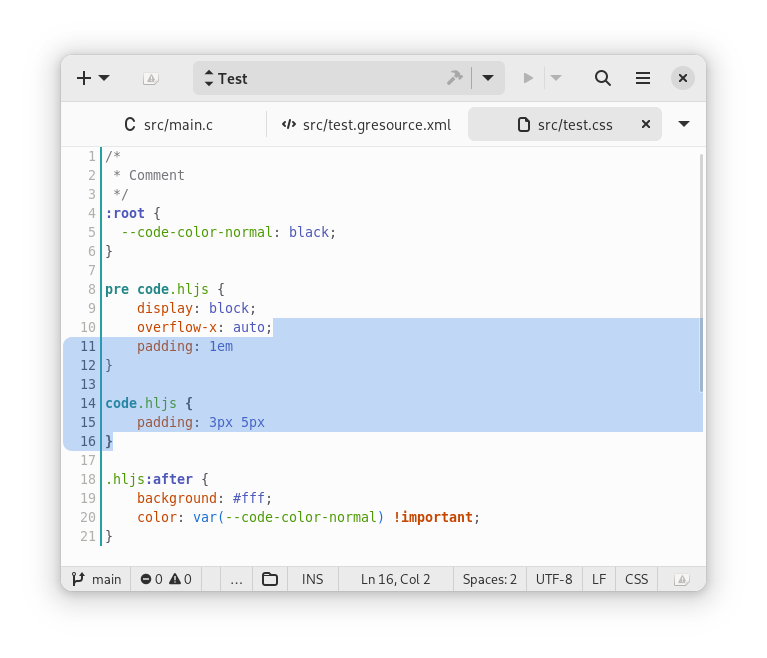 Test
src/main.c src/test.gresource.xml src/test.css
1 /*
2  * Comment
3  */
4 :root {
5   --code-color-normal: black;
6 }
7
8 pre code.hljs {
9     display: block;
10     overflow-x: auto;
11     padding: 1em
12 }
13
14 code.hljs {
15     padding: 3px 5px
16 }
17
18 .hljs:after {
19     background: #fff;
20     color: var(--code-color-normal) !important;
21 }
main 0 0 ... INS Ln 16, Col 2 Spaces: 2 UTF-8 LF CSS